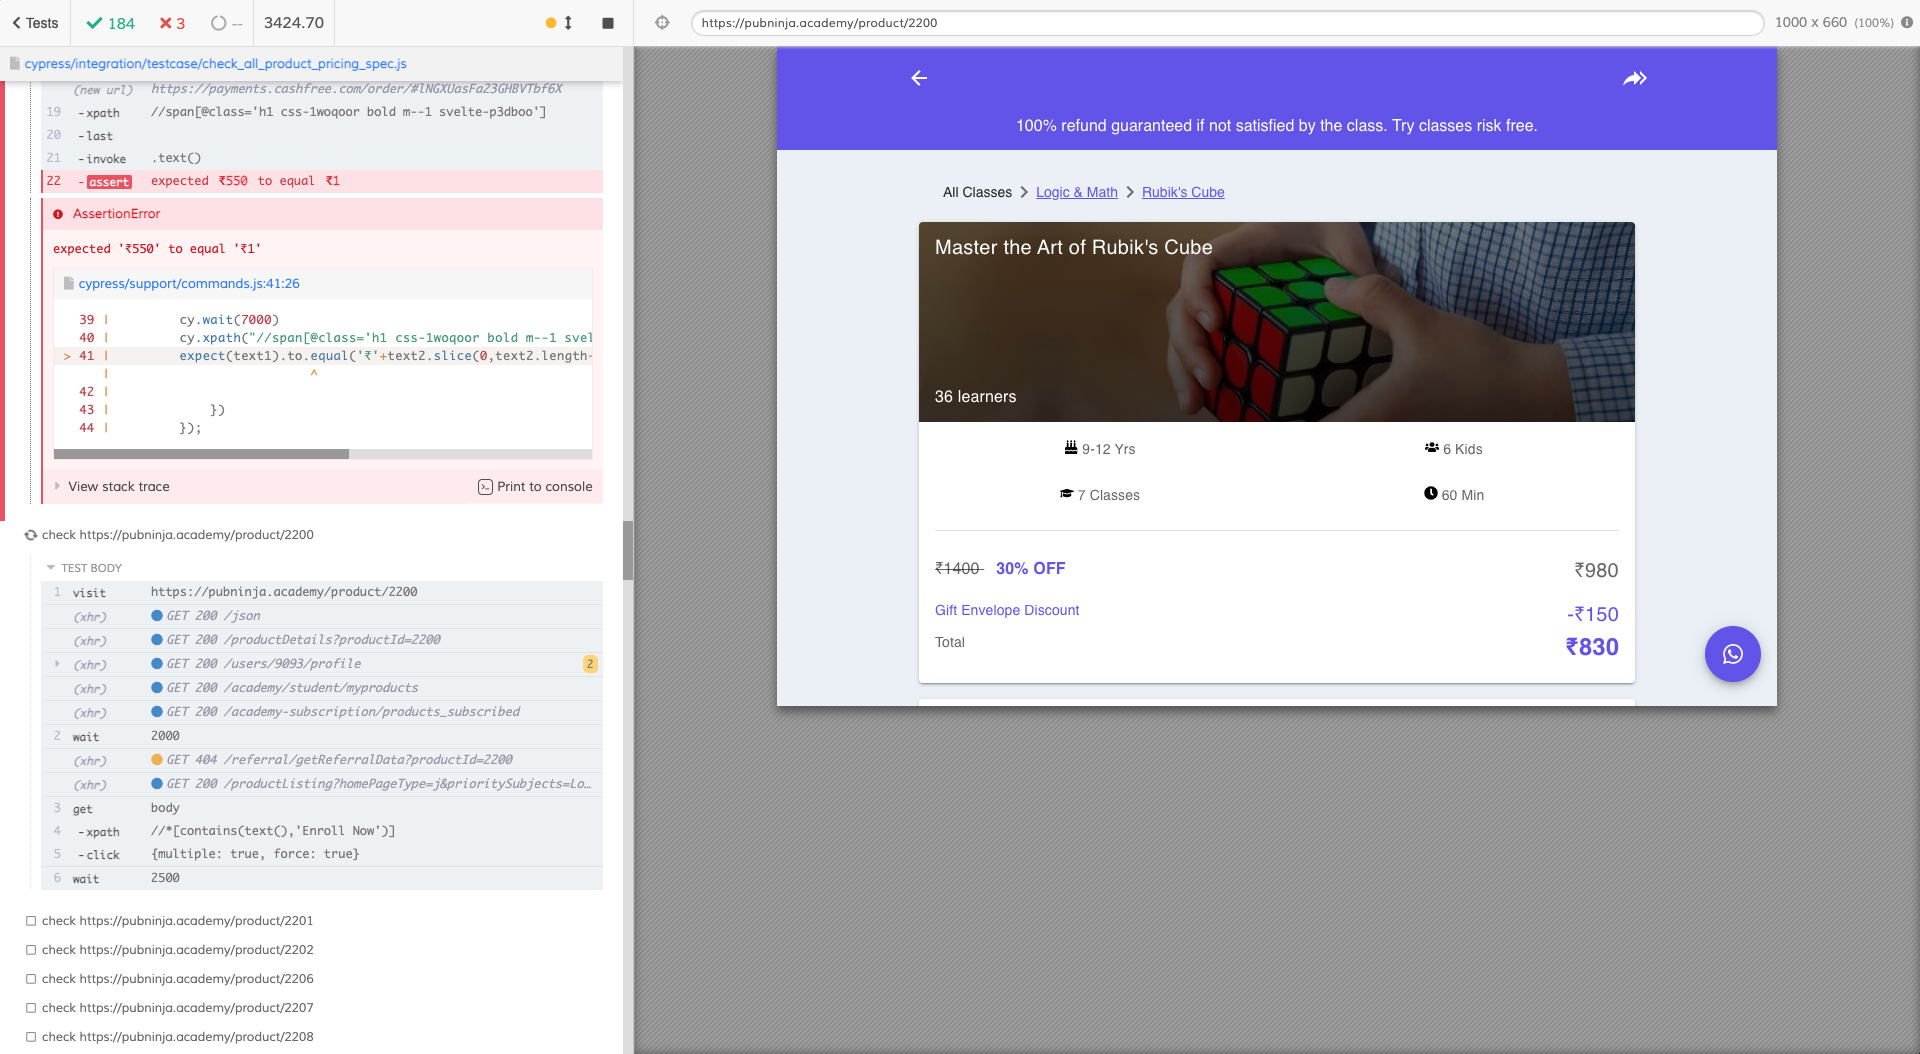 Tests
184
3
--
3424.70
https://pubninja.academy/product/2200
1000 x 660 (100%)
cypress/integration/testcase/check_all_product_pricing_spec.js
(new url) https://payments.cashfree.com/order/#lNGXUasFa23GHBVTbf6X
19 -xpath //span[@class='h1 css-1woqoor bold m--1 svelte-p3dboo']
20 -last
21 -invoke .text()
22 -assert expected ₹550 to equal ₹1
AssertionError
expected '₹550' to equal '₹1'
cypress/support/commands.js:41:26
39 | cy.wait(7000)
40 | cy.xpath("//span[@class='h1 css-1woqoor bold m--1 svel
> 41 | expect(text1).to.equal('₹'+text2.slice(0,text2.length-
| ^
42 |
43 | })
44 | });
View stack trace
Print to console
check https://pubninja.academy/product/2200
TEST BODY
1 visit https://pubninja.academy/product/2200
(xhr) GET 200 /json
(xhr) GET 200 /productDetails?productId=2200
(xhr) GET 200 /users/9093/profile 2
(xhr) GET 200 /academy/student/myproducts
(xhr) GET 200 /academy-subscription/products_subscribed
2 wait 2000
(xhr) GET 404 /referral/getReferralData?productId=2200
(xhr) GET 200 /productListing?homePageType=j&prioritySubjects=Lo…
3 get body
4 -xpath //*[contains(text(),'Enroll Now')]
5 -click {multiple: true, force: true}
6 wait 2500
check https://pubninja.academy/product/2201
check https://pubninja.academy/product/2202
check https://pubninja.academy/product/2206
check https://pubninja.academy/product/2207
check https://pubninja.academy/product/2208
100% refund guaranteed if not satisfied by the class. Try classes risk free.
All Classes > Logic & Math > Rubik's Cube
Master the Art of Rubik's Cube
36 learners
9-12 Yrs
6 Kids
7 Classes
60 Min
₹1400 30% OFF ₹980
Gift Envelope Discount -₹150
Total ₹830